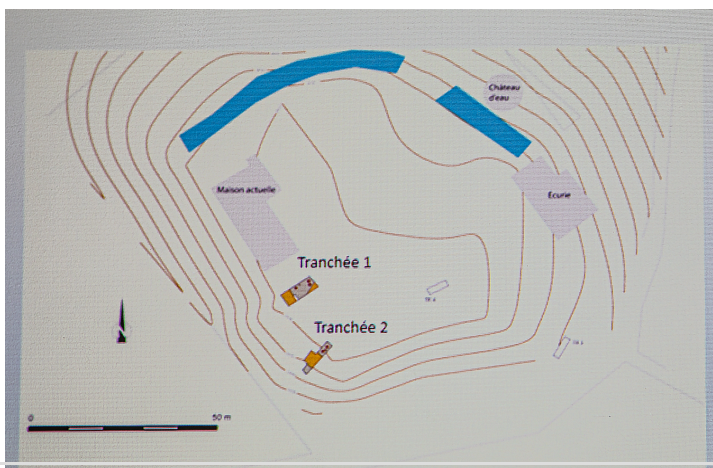 Château
d'eau
Maison actuelle
Ecurie
Tranchée 1
Tranchée 2
N
0
50 m